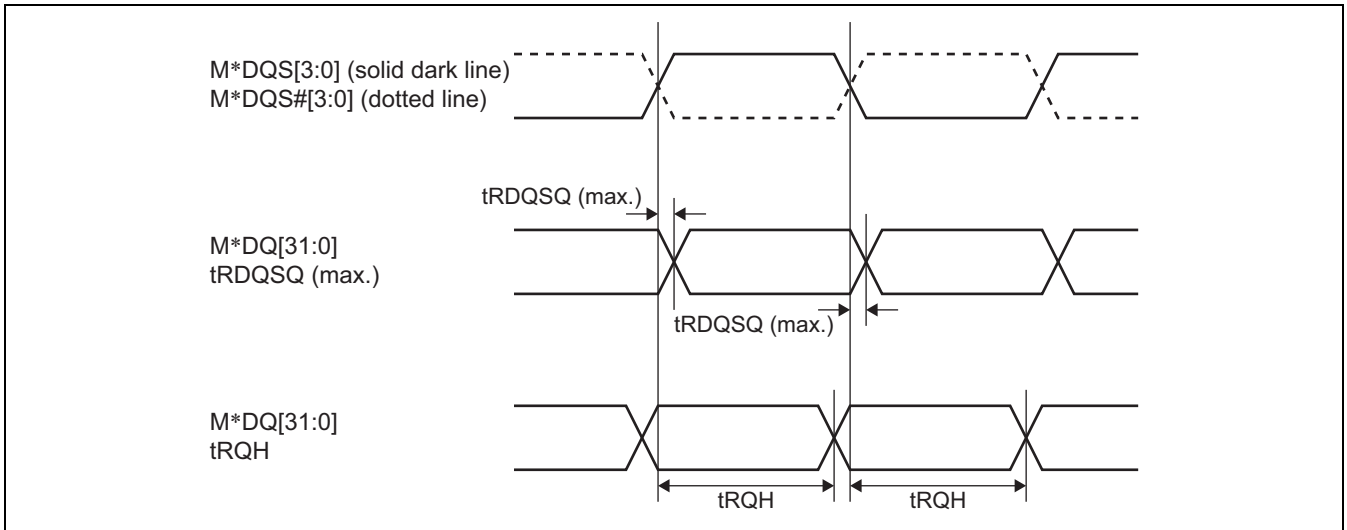 M*DQS[3:0] (solid dark line)
M*DQS#[3:0] (dotted line)
tRDQSQ (max.)
M*DQ[31:0]
tRDQSQ (max.)
tRDQSQ (max.)
M*DQ[31:0]
tRQH
tRQH
tRQH